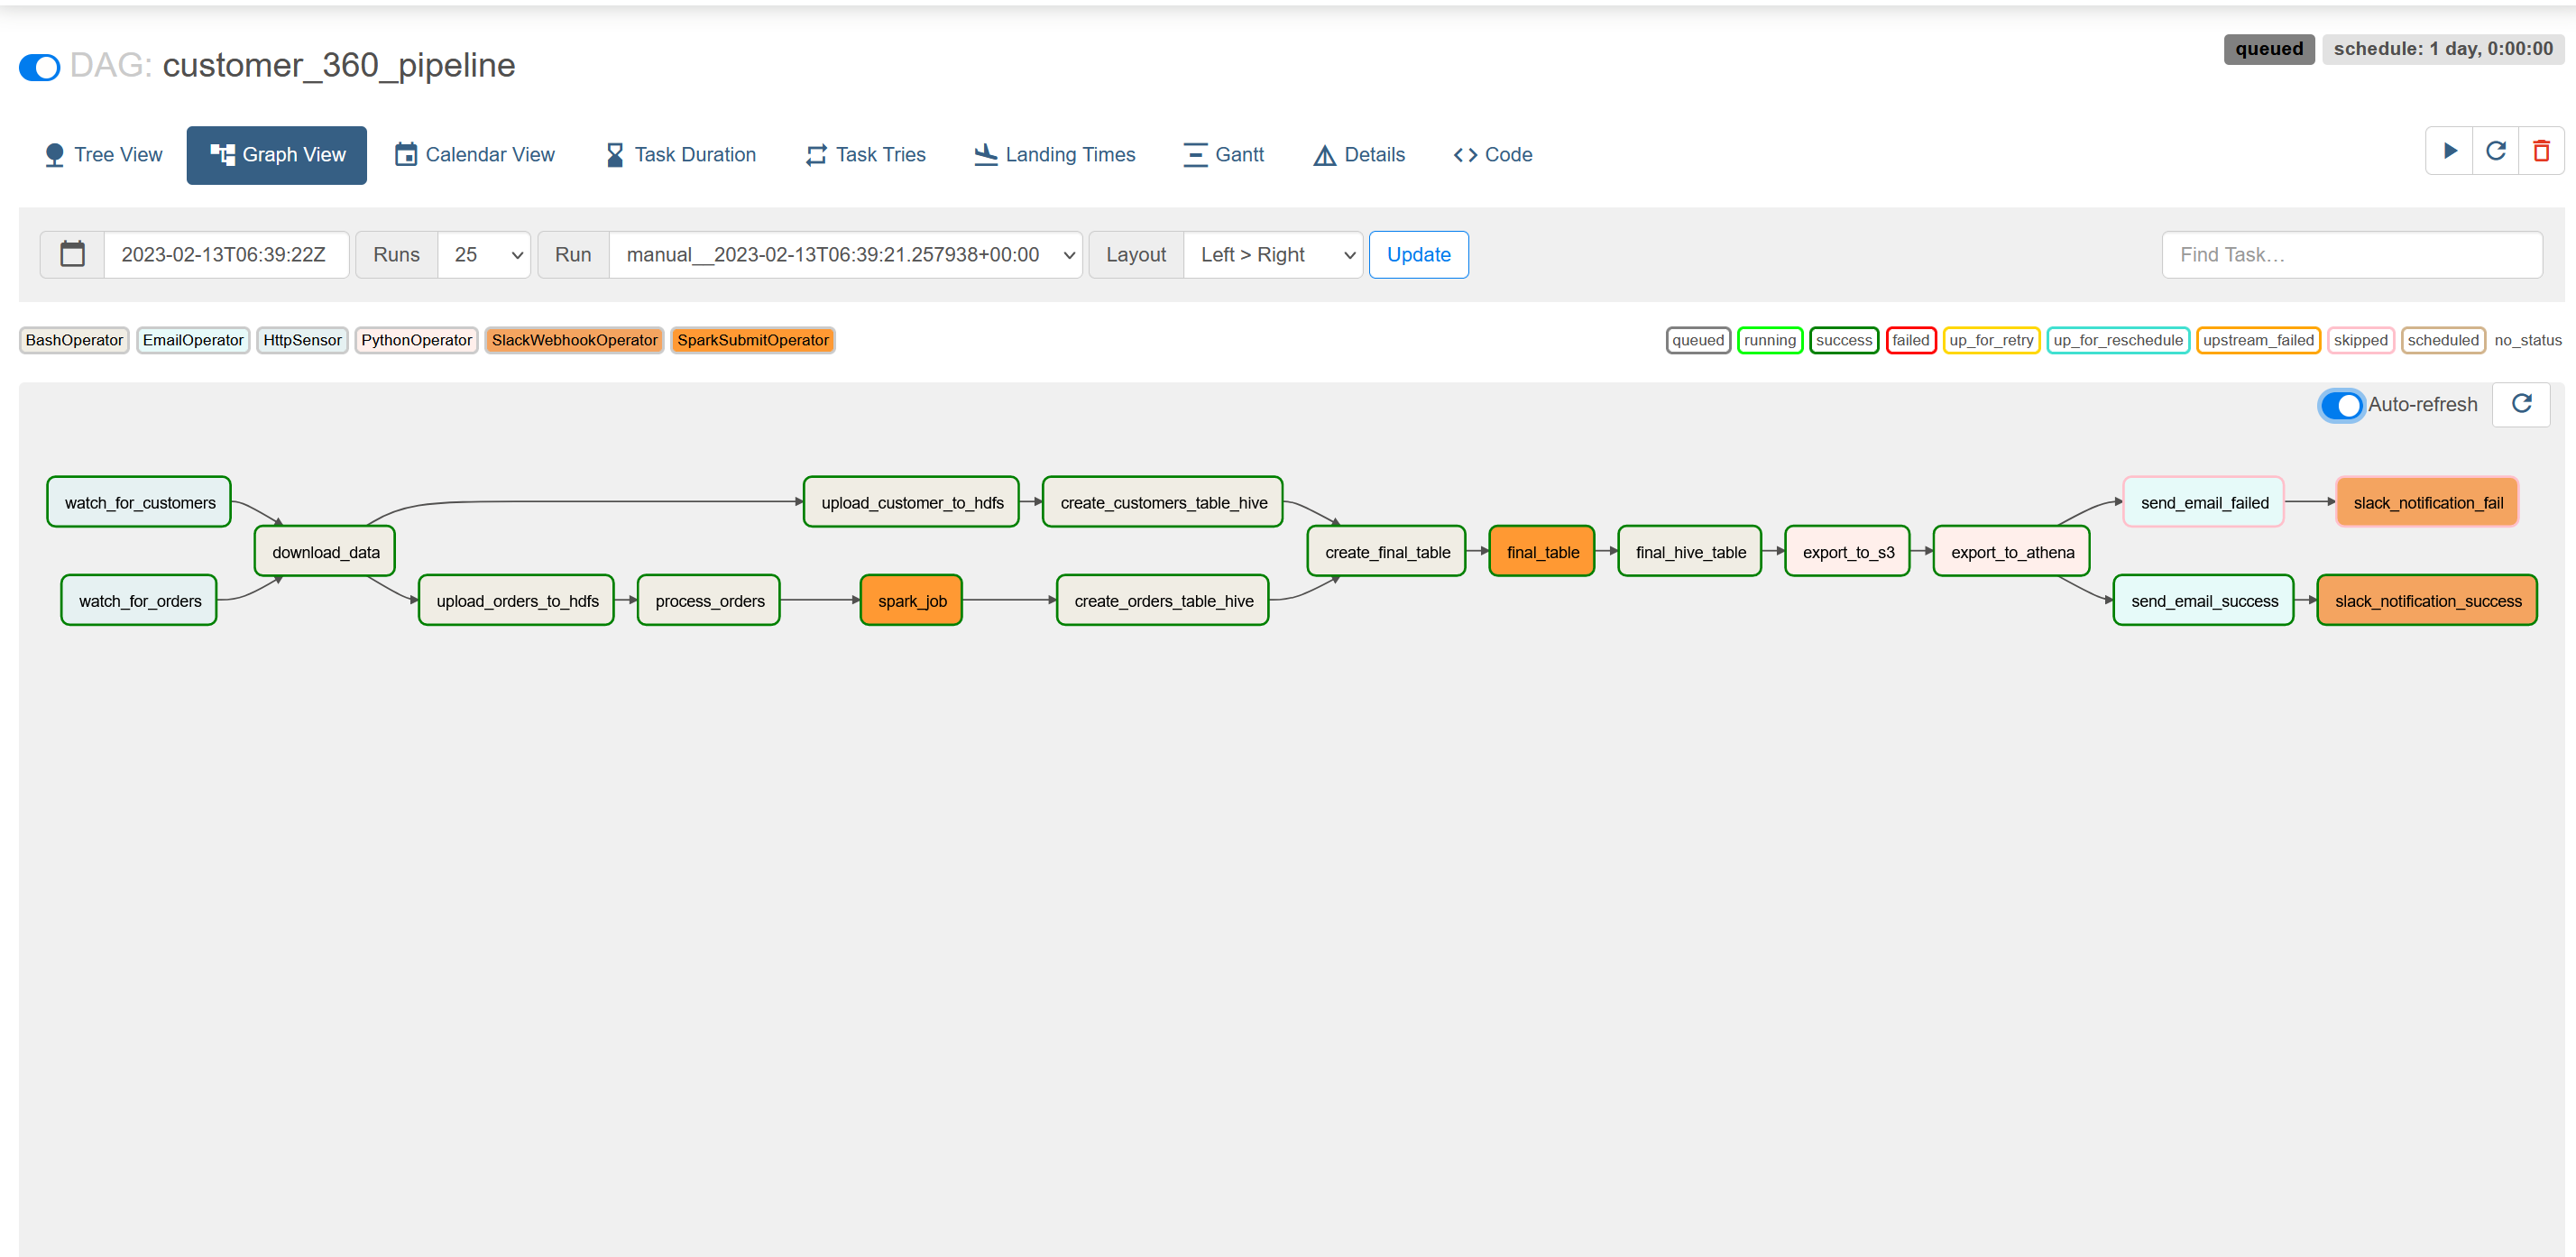 DAG: customer_360_pipeline
queued schedule: 1 day, 0:00:00
Tree View Graph View Calendar View Task Duration Task Tries Landing Times Gantt Details Code
2023-02-13T06:39:22Z Runs 25 Run manual__2023-02-13T06:39:21.257938+00:00 Layout Left > Right Update Find Task…
BashOperator EmailOperator HttpSensor PythonOperator SlackWebhookOperator SparkSubmitOperator queued running success failed up_for_retry up_for_reschedule upstream_failed skipped scheduled no_status
Auto-refresh
watch_for_customers upload_customer_to_hdfs create_customers_table_hive send_email_failed slack_notification_fail
download_data create_final_table final_table final_hive_table export_to_s3 export_to_athena
watch_for_orders upload_orders_to_hdfs process_orders spark_job create_orders_table_hive send_email_success slack_notification_success